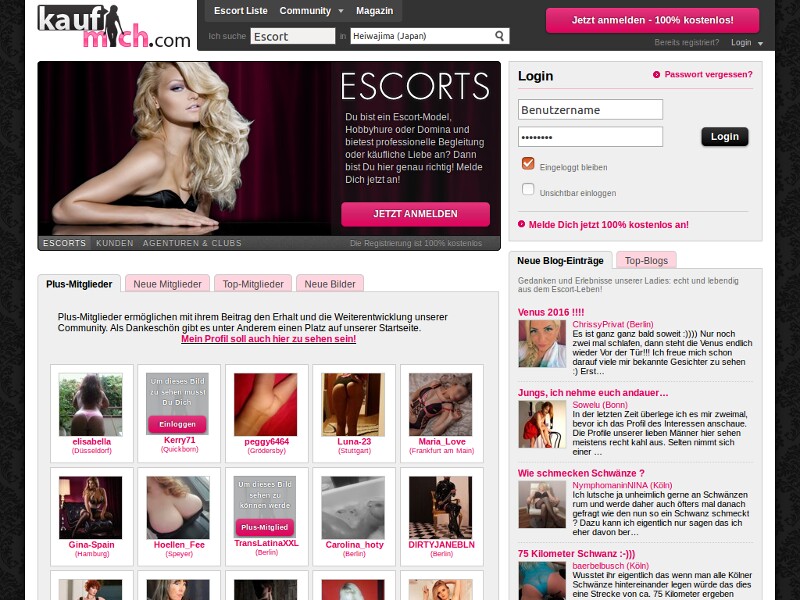 kauf
mich.com
Escort Liste Community Magazin
Jetzt anmelden - 100% kostenlos!
Ich suche Escort in Heiwajima (Japan)
Bereits registriert? Login
ESCORTS
Du bist ein Escort-Model,
Hobbyhure oder Domina und
bietest professionelle Begleitung
oder käufliche Liebe an? Dann
bist Du hier genau richtig! Melde
Dich jetzt an!
JETZT ANMELDEN
ESCORTS KUNDEN AGENTUREN & CLUBS
Die Registrierung ist 100% kostenlos
Login
Passwort vergessen?
Benutzername
••••••••
Login
Eingeloggt bleiben
Unsichtbar einloggen
Melde Dich jetzt 100% kostenlos an!
Plus-Mitglieder Neue Mitglieder Top-Mitglieder Neue Bilder
Plus-Mitglieder ermöglichen mit ihrem Beitrag den Erhalt und die Weiterentwicklung unserer
Community. Als Dankeschön gibt es unter Anderem einen Platz auf unserer Startseite.
Mein Profil soll auch hier zu sehen sein!
elisabella
(Düsseldorf)
Um dieses Bild
zu sehen musst
Du Dich
Einloggen
Kerry71
(Quickborn)
peggy6464
(Grödersby)
Luna-23
(Stuttgart)
Maria_Love
(Frankfurt am Main)
Gina-Spain
(Hamburg)
Hoellen_Fee
(Speyer)
Um dieses Bild
sehen zu
können werde
Plus-Mitglied
TransLatinaXXL
(Berlin)
Carolina_hoty
(Berlin)
DIRTYJANEBLN
(Berlin)
Neue Blog-Einträge Top-Blogs
Gedanken und Erlebnisse unserer Ladies: echt und lebendig
aus dem Escort-Leben!
Venus 2016 !!!!
ChrissyPrivat (Berlin)
Es ist ganz ganz bald soweit :)))) Nur noch
zwei mal schlafen, dann steht die Venus endlich
wieder Vor der Tür!!! Ich freue mich schon
darauf viele mir bekannte Gesichter zu sehen
:) Erst…
Jungs, ich nehme euch andauer…
Sowelu (Bonn)
In der letzten Zeit überlege ich es mir zweimal,
bevor ich das Profil des Interessen anschaue.
Die Profile unserer lieben Männer hier sehen
meistens recht kahl aus. Selten nimmt sich
einer …
Wie schmecken Schwänze ?
NymphomaninNINA (Köln)
Ich lutsche ja unheimlich gerne an Schwänzen
rum und werde daher auch öfters mal danach
gefragt wie den nun so ein Schwanz schmeckt
? Dazu kann ich eigentlich nur sagen das ich
eher davon ber…
75 Kilometer Schwanz :-)))
baerbelbusch (Köln)
Wusstet ihr eigentlich das wenn man alle Kölner
Schwänze hintereinander legen würde das dies
eine Strecke von ca. 75 Kilometer ergeben